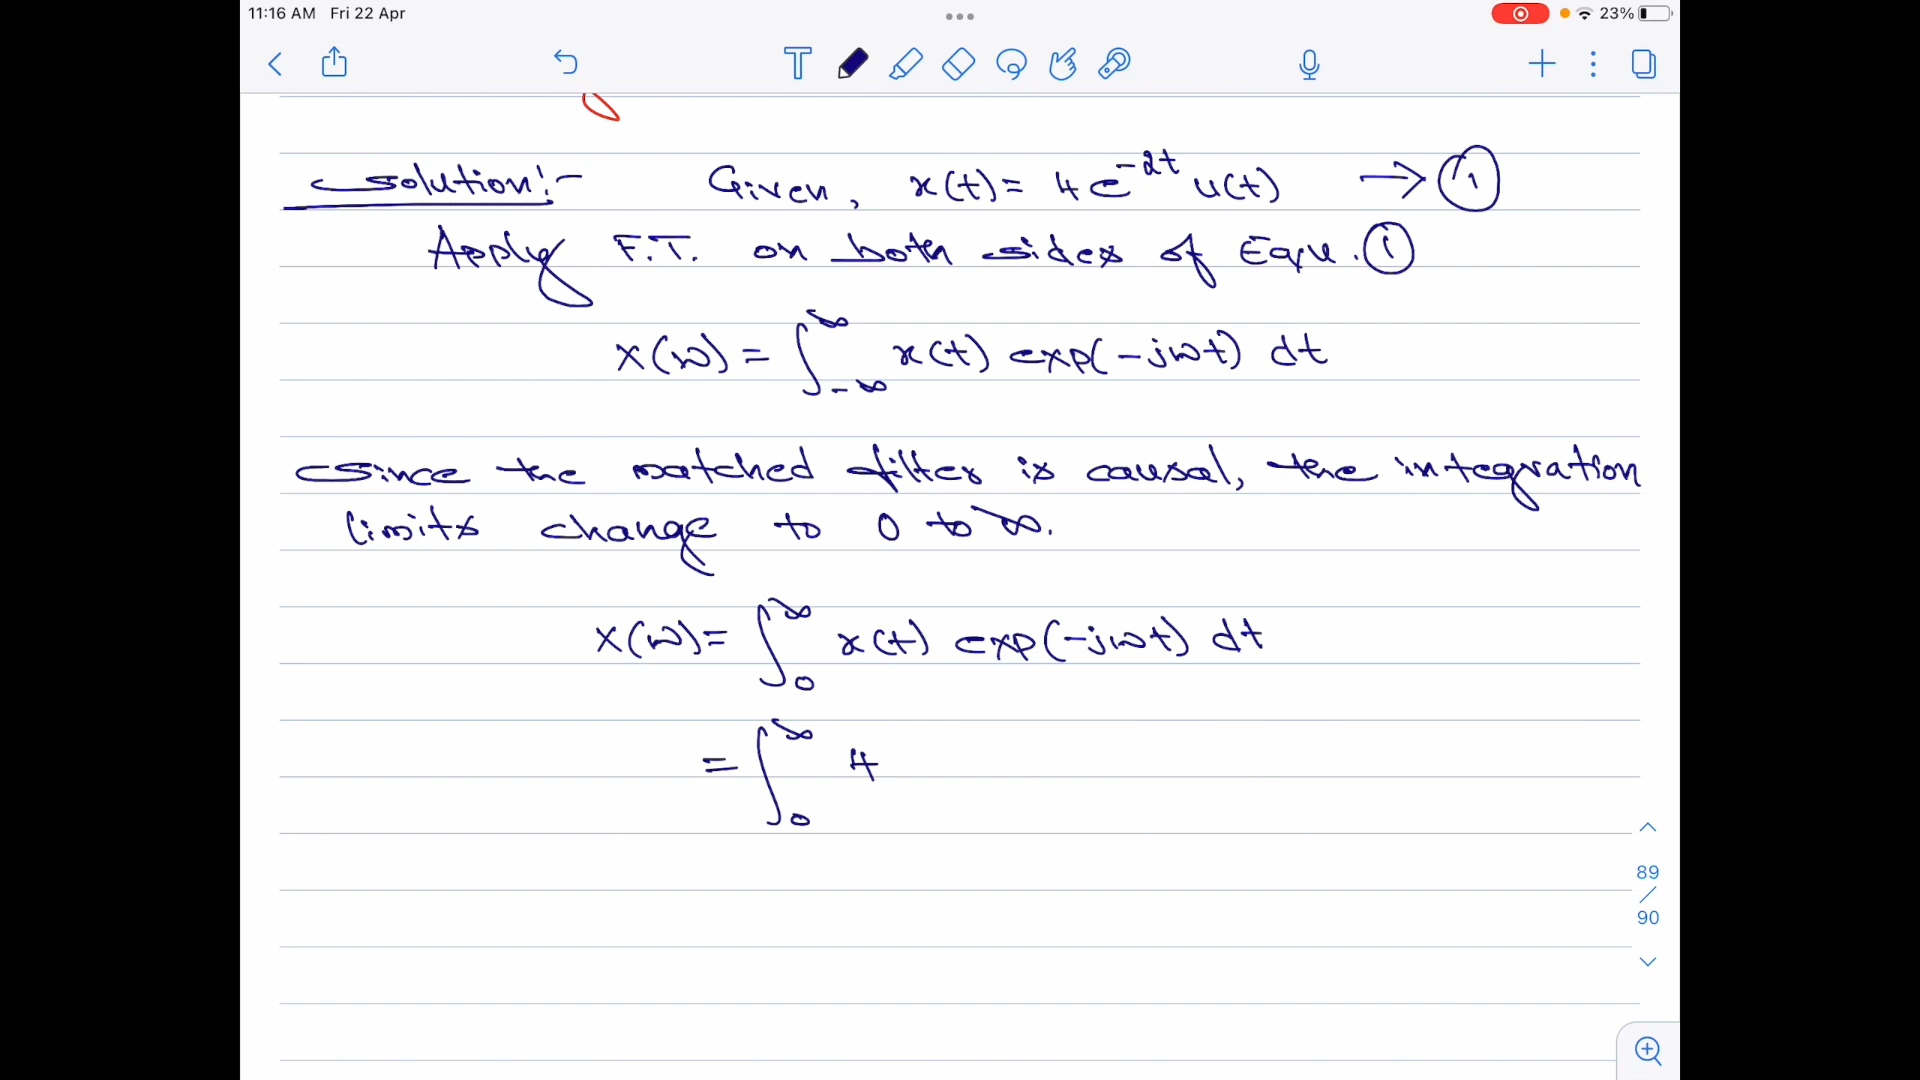 11:16 AM Fri 22 Apr
23%
Solution:- Given, x(t) = 4e^{-2t} u(t) → ①
Apply F.T. on both sides of Equ. ①
X(ω) = ∫_{-∞}^{∞} x(t) exp(-jωt) dt
Since the matched filter is causal, the integration
limits change to 0 to ∞.
X(ω) = ∫_{0}^{∞} x(t) exp(-jωt) dt
= ∫_{0}^{∞} 4
89
/
90